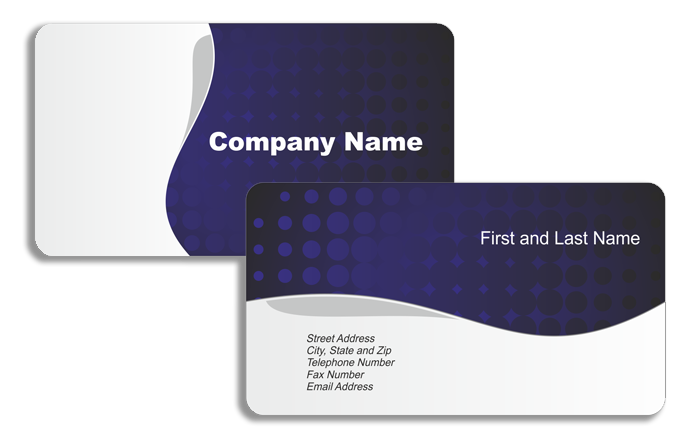 Company Name
First and Last Name
Street Address
City, State and Zip
Telephone Number
Fax Number
Email Address